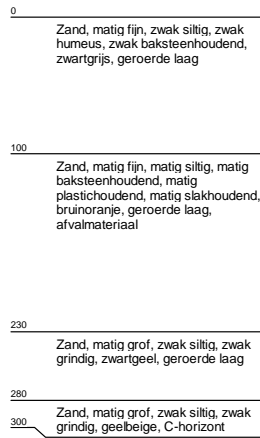 0
Zand, matig fijn, zwak siltig, zwak
humeus, zwak baksteenhoudend,
zwartgrijs, geroerde laag
100
Zand, matig fijn, matig siltig, matig
baksteenhoudend, matig
plastichoudend, matig slakhoudend,
bruinoranje, geroerde laag,
afvalmateriaal
230
Zand, matig grof, zwak siltig, zwak
grindig, zwartgeel, geroerde laag
280
Zand, matig grof, zwak siltig, zwak
300
grindig, geelbeige, C-horizont